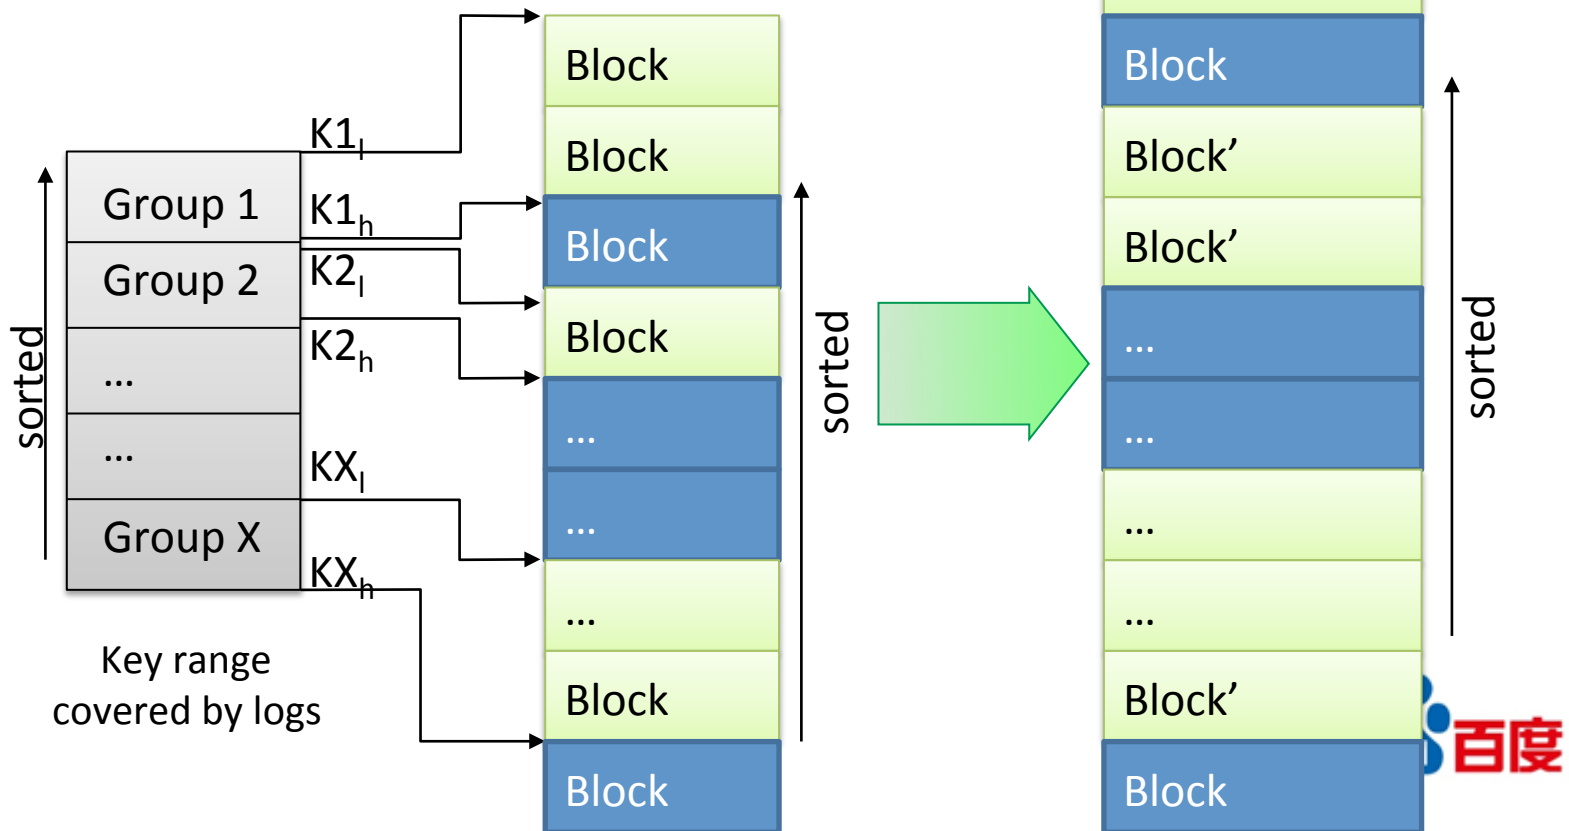 sorted
Group 1
Group 2
...
...
Group X
Key range
covered by logs
K1l
K1h
K2l
K2h
KXl
KXh
Block
Block
Block
Block
...
...
...
Block
Block
sorted
Block
Block’
Block’
...
...
...
...
Block’
Block
sorted
百度